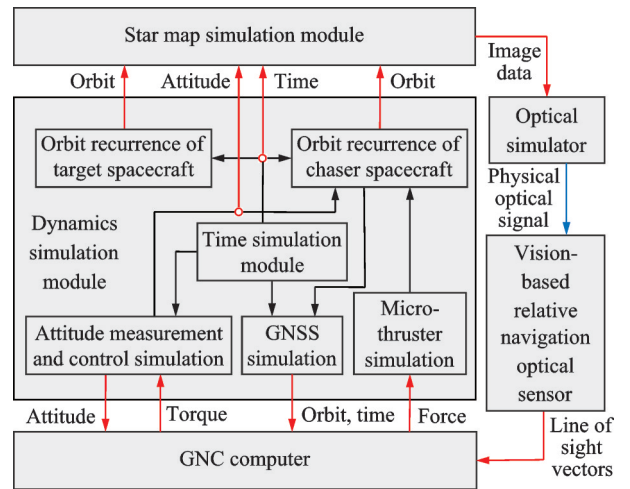 Star map simulation module
Orbit
Attitude
Time
Orbit
Image
data
Orbit recurrence of
target spacecraft
Orbit recurrence of
chaser spacecraft
Optical
simulator
Physical
optical
signal
Dynamics
simulation
module
Time simulation
module
Vision-
based
relative
navigation
optical
sensor
Attitude measurement
and control simulation
GNSS
simulation
Micro-
thruster
simulation
Attitude
Torque
Orbit, time
Force
Line of
sight
vectors
GNC computer